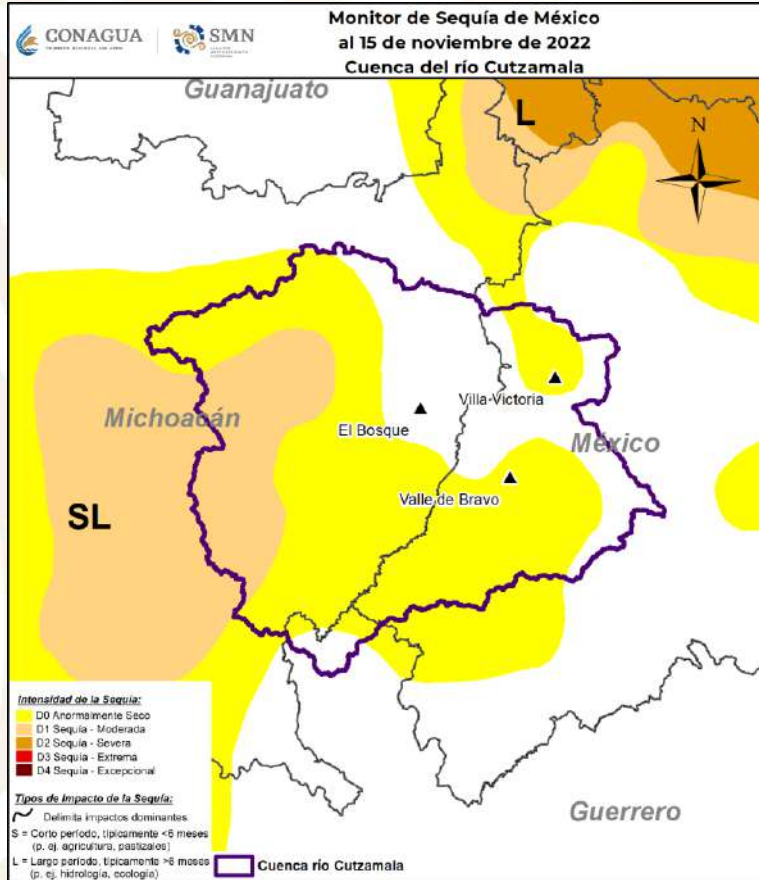 Monitor de Sequía de México
al 15 de noviembre de 2022
Cuenca del río Cutzamala
CONAGUA
SMN
Guanajuato
L
N
Villa-Victoria
Michoacán
El Bosque
México
Valle de Bravo
SL
Intensidad de la Sequía:
D0 Anormalmente Seco
D1 Sequía - Moderada
D2 Sequía - Severa
D3 Sequía - Extrema
D4 Sequía - Excepcional
Tipos de Impacto de la Sequía:
Delimita impactos dominantes
S = Corto período, típicamente <6 meses
(p. ej. agricultura, pastizales)
L = Largo período, típicamente >6 meses
(p. ej. hidrología, ecología)
Cuenca río Cutzamala
Guerrero